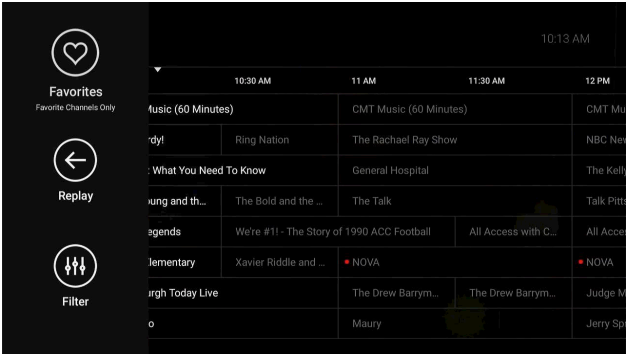 10:13 AM
Favorites
Favorite Channels Only
Replay
Filter
10:30 AM 11 AM 11:30 AM 12 PM
Music (60 Minutes) CMT Music (60 Minutes) CMT Mu
rdy! Ring Nation The Rachael Ray Show NBC New
: What You Need To Know General Hospital The Kelly
oung and th... The Bold and the ... The Talk Talk Pitts
egends We're #1! - The Story of 1990 ACC Football All Access with C... All Acces
Elementary Xavier Riddle and ... NOVA NOVA
urgh Today Live The Drew Barrym... The Drew Barrym... Judge M
o Maury Jerry Sp